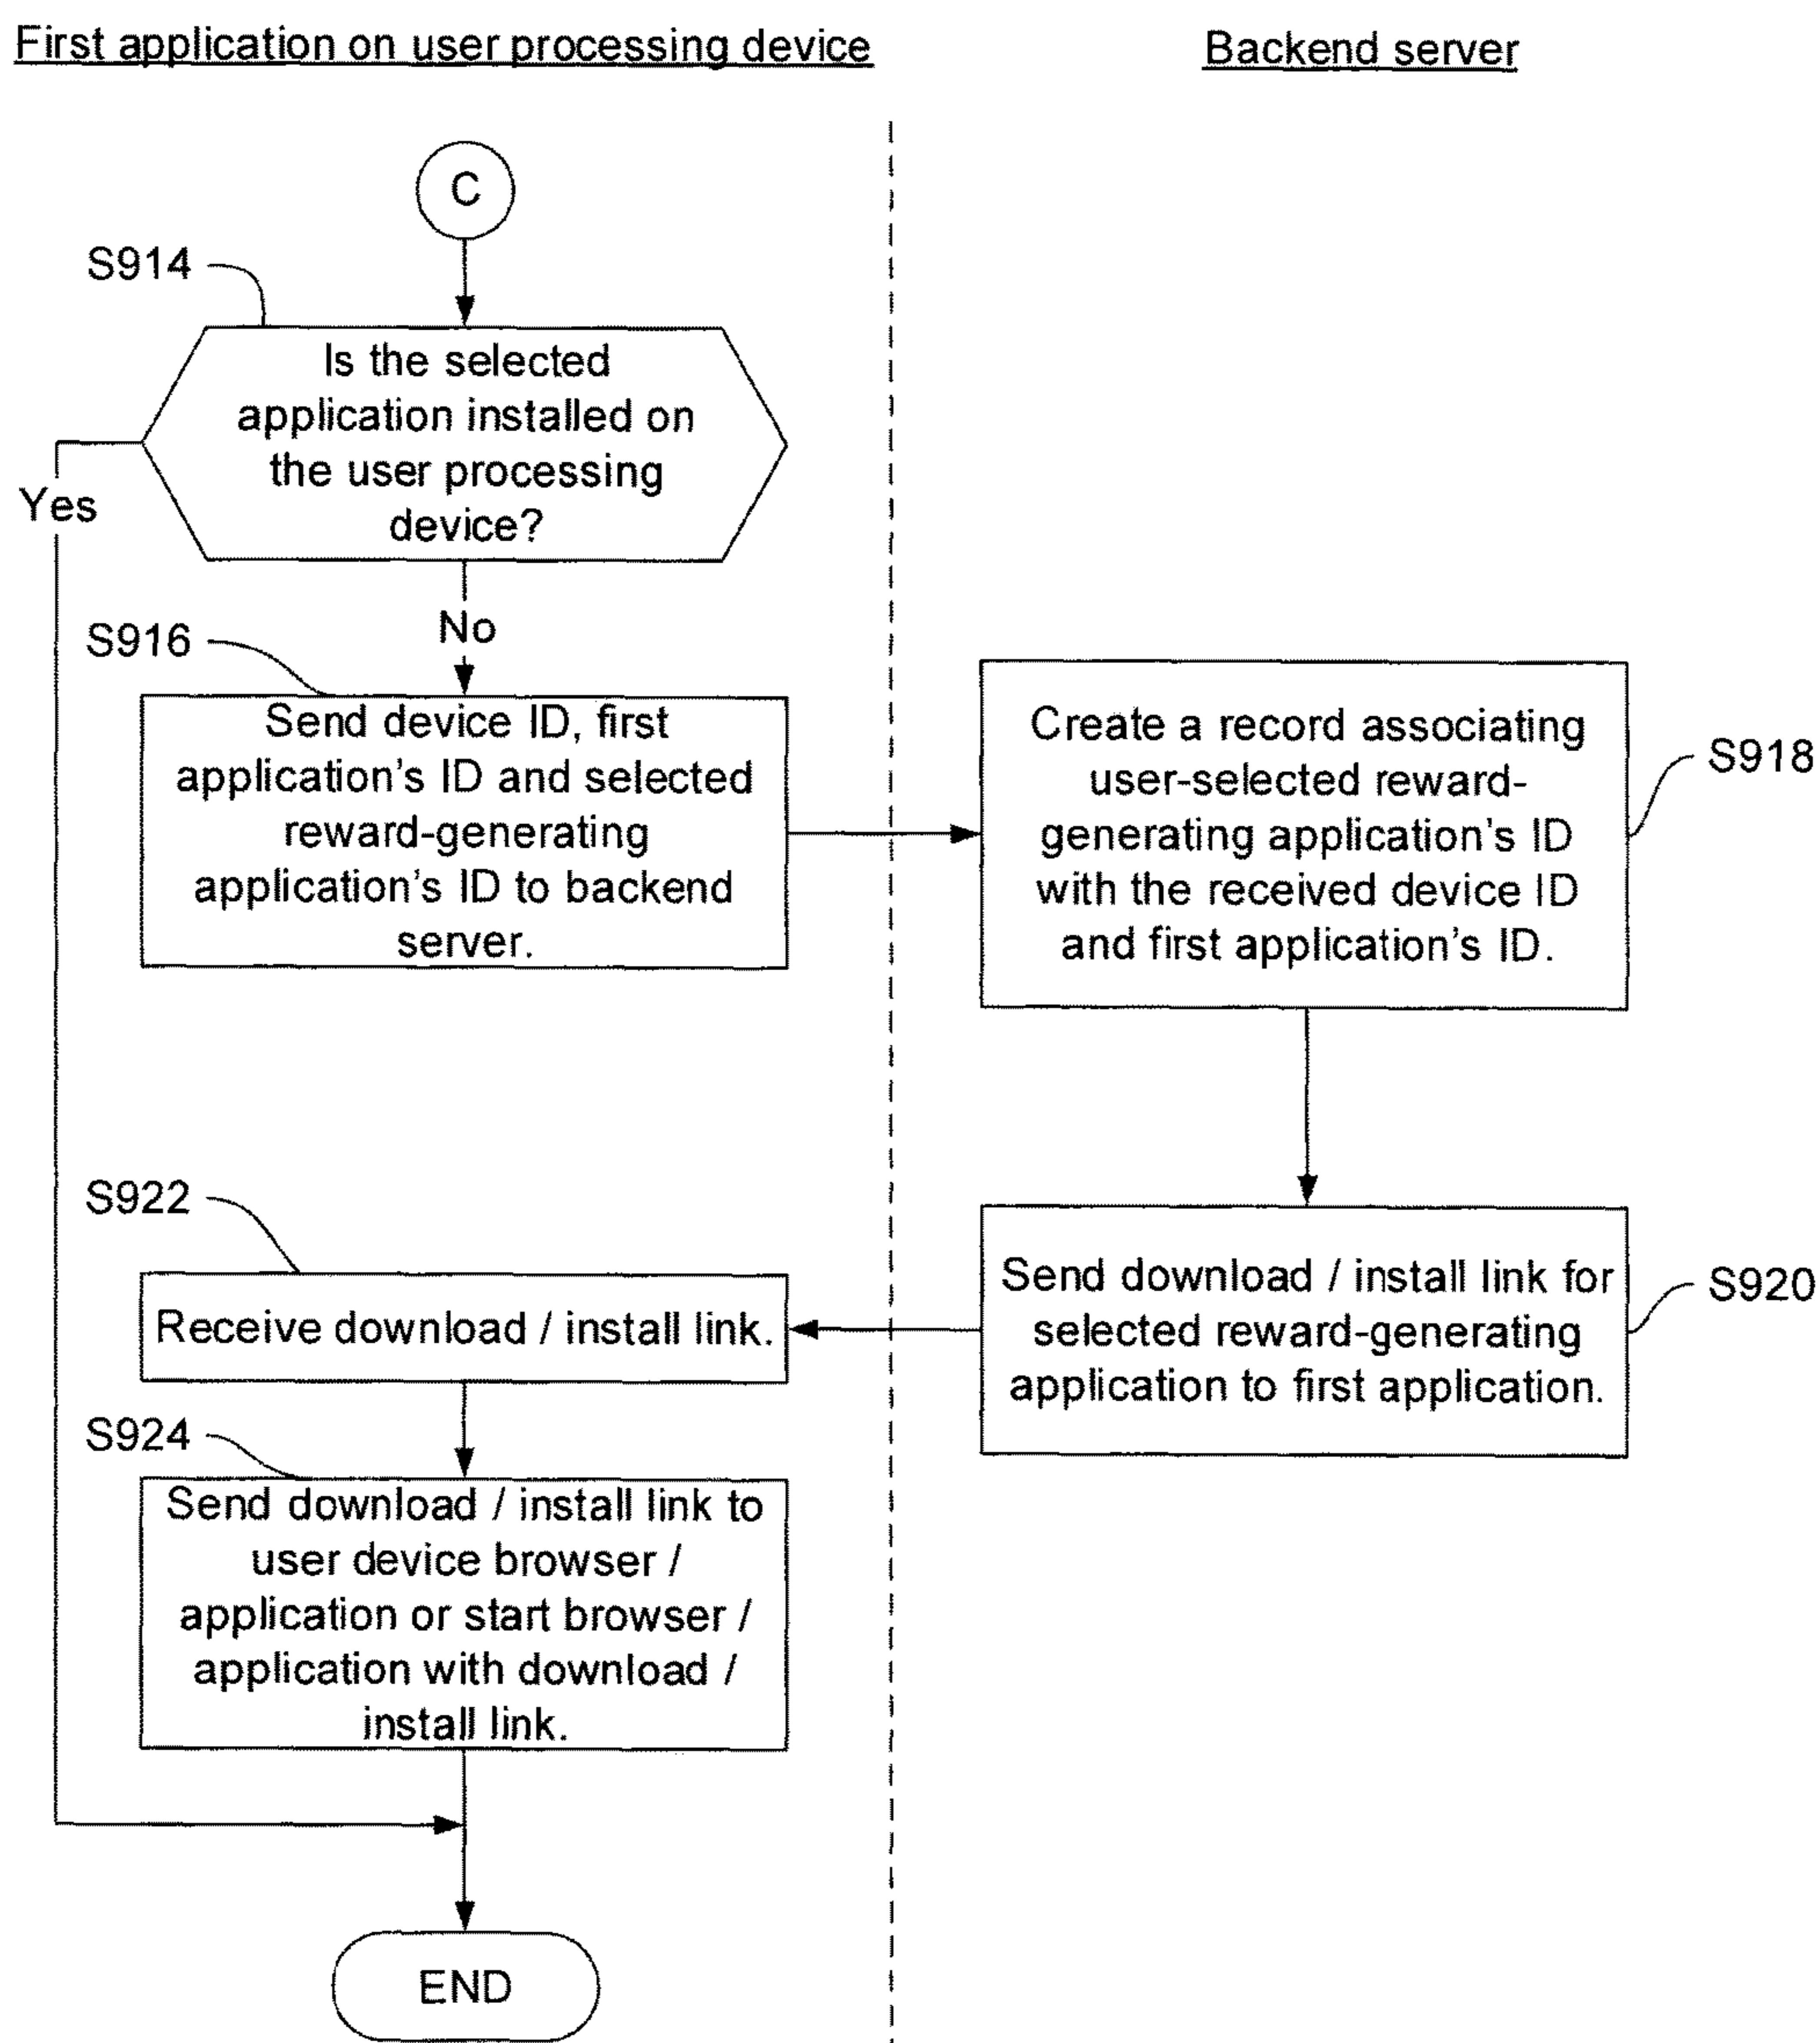 First application on user processing device
Backend server
C
S914
Is the selected
application installed on
the user processing
device?
Yes
No
S916
Send device ID, first
application's ID and selected
reward-generating
application's ID to backend
server.
Create a record associating
user-selected reward-
generating application's ID
with the received device ID
and first application's ID.
S918
S922
Receive download / install link.
Send download / install link for
selected reward-generating
application to first application.
S920
S924
Send download / install link to
user device browser /
application or start browser /
application with download /
install link.
END